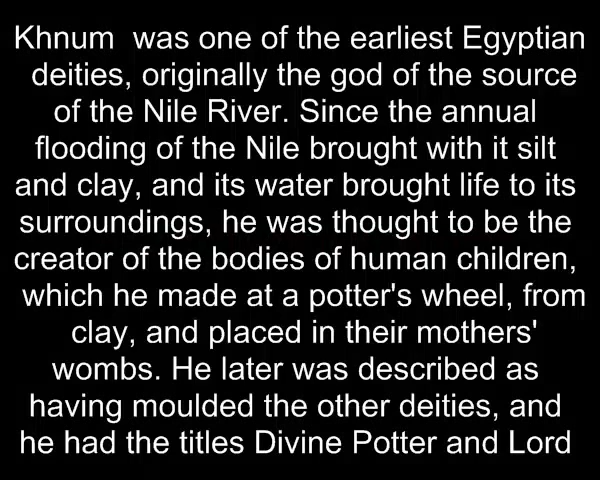 Khnum was one of the earliest Egyptian
deities, originally the god of the source
of the Nile River. Since the annual
flooding of the Nile brought with it silt
and clay, and its water brought life to its
surroundings, he was thought to be the
creator of the bodies of human children,
which he made at a potter's wheel, from
clay, and placed in their mothers'
wombs. He later was described as
having moulded the other deities, and
he had the titles Divine Potter and Lord